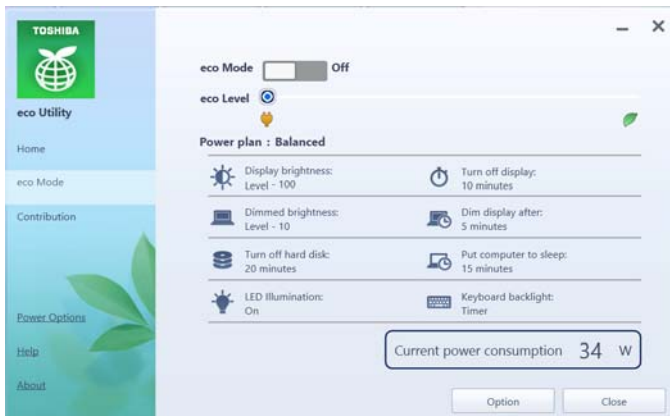 TOSHIBA
eco Utility
Home
eco Mode
Contribution
Power Options
Help
About
eco Mode Off
eco Level
Power plan : Balanced
Display brightness:
Level - 100
Turn off display:
10 minutes
Dimmed brightness:
Level - 10
Dim display after:
5 minutes
Turn off hard disk:
20 minutes
Put computer to sleep:
15 minutes
LED Illumination:
On
Keyboard backlight:
Timer
Current power consumption 34 W
Option Close